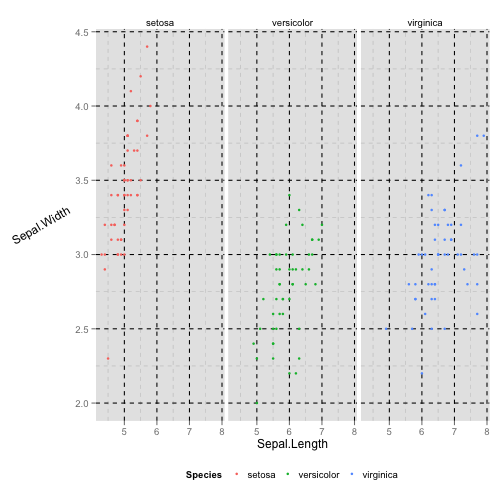 setosa versicolor virginica
4.5
4.0
3.5
3.0
2.5
2.0
Sepal.Width
5 6 7 8 5 6 7 8 5 6 7 8
Sepal.Length
Species setosa versicolor virginica